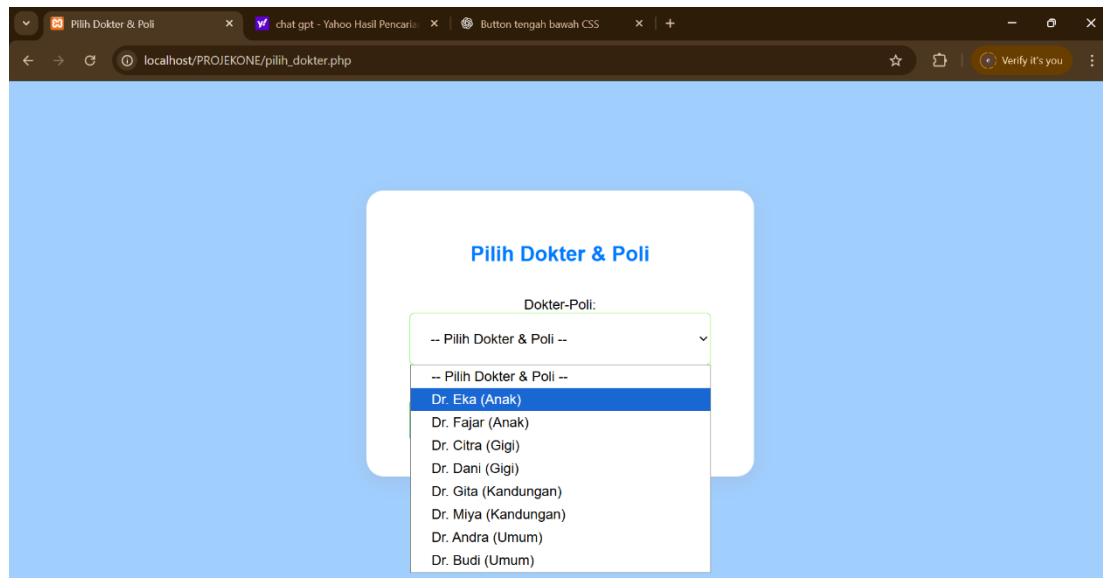 Pilih Dokter & Poli
chat gpt - Yahoo Hasil Pencaria
Button tengah bawah CSS
localhost/PROJEKONE/pilih_dokter.php
Verify it's you
Pilih Dokter & Poli
Dokter-Poli:
-- Pilih Dokter & Poli --
-- Pilih Dokter & Poli --
Dr. Eka (Anak)
Dr. Fajar (Anak)
Dr. Citra (Gigi)
Dr. Dani (Gigi)
Dr. Gita (Kandungan)
Dr. Miya (Kandungan)
Dr. Andra (Umum)
Dr. Budi (Umum)